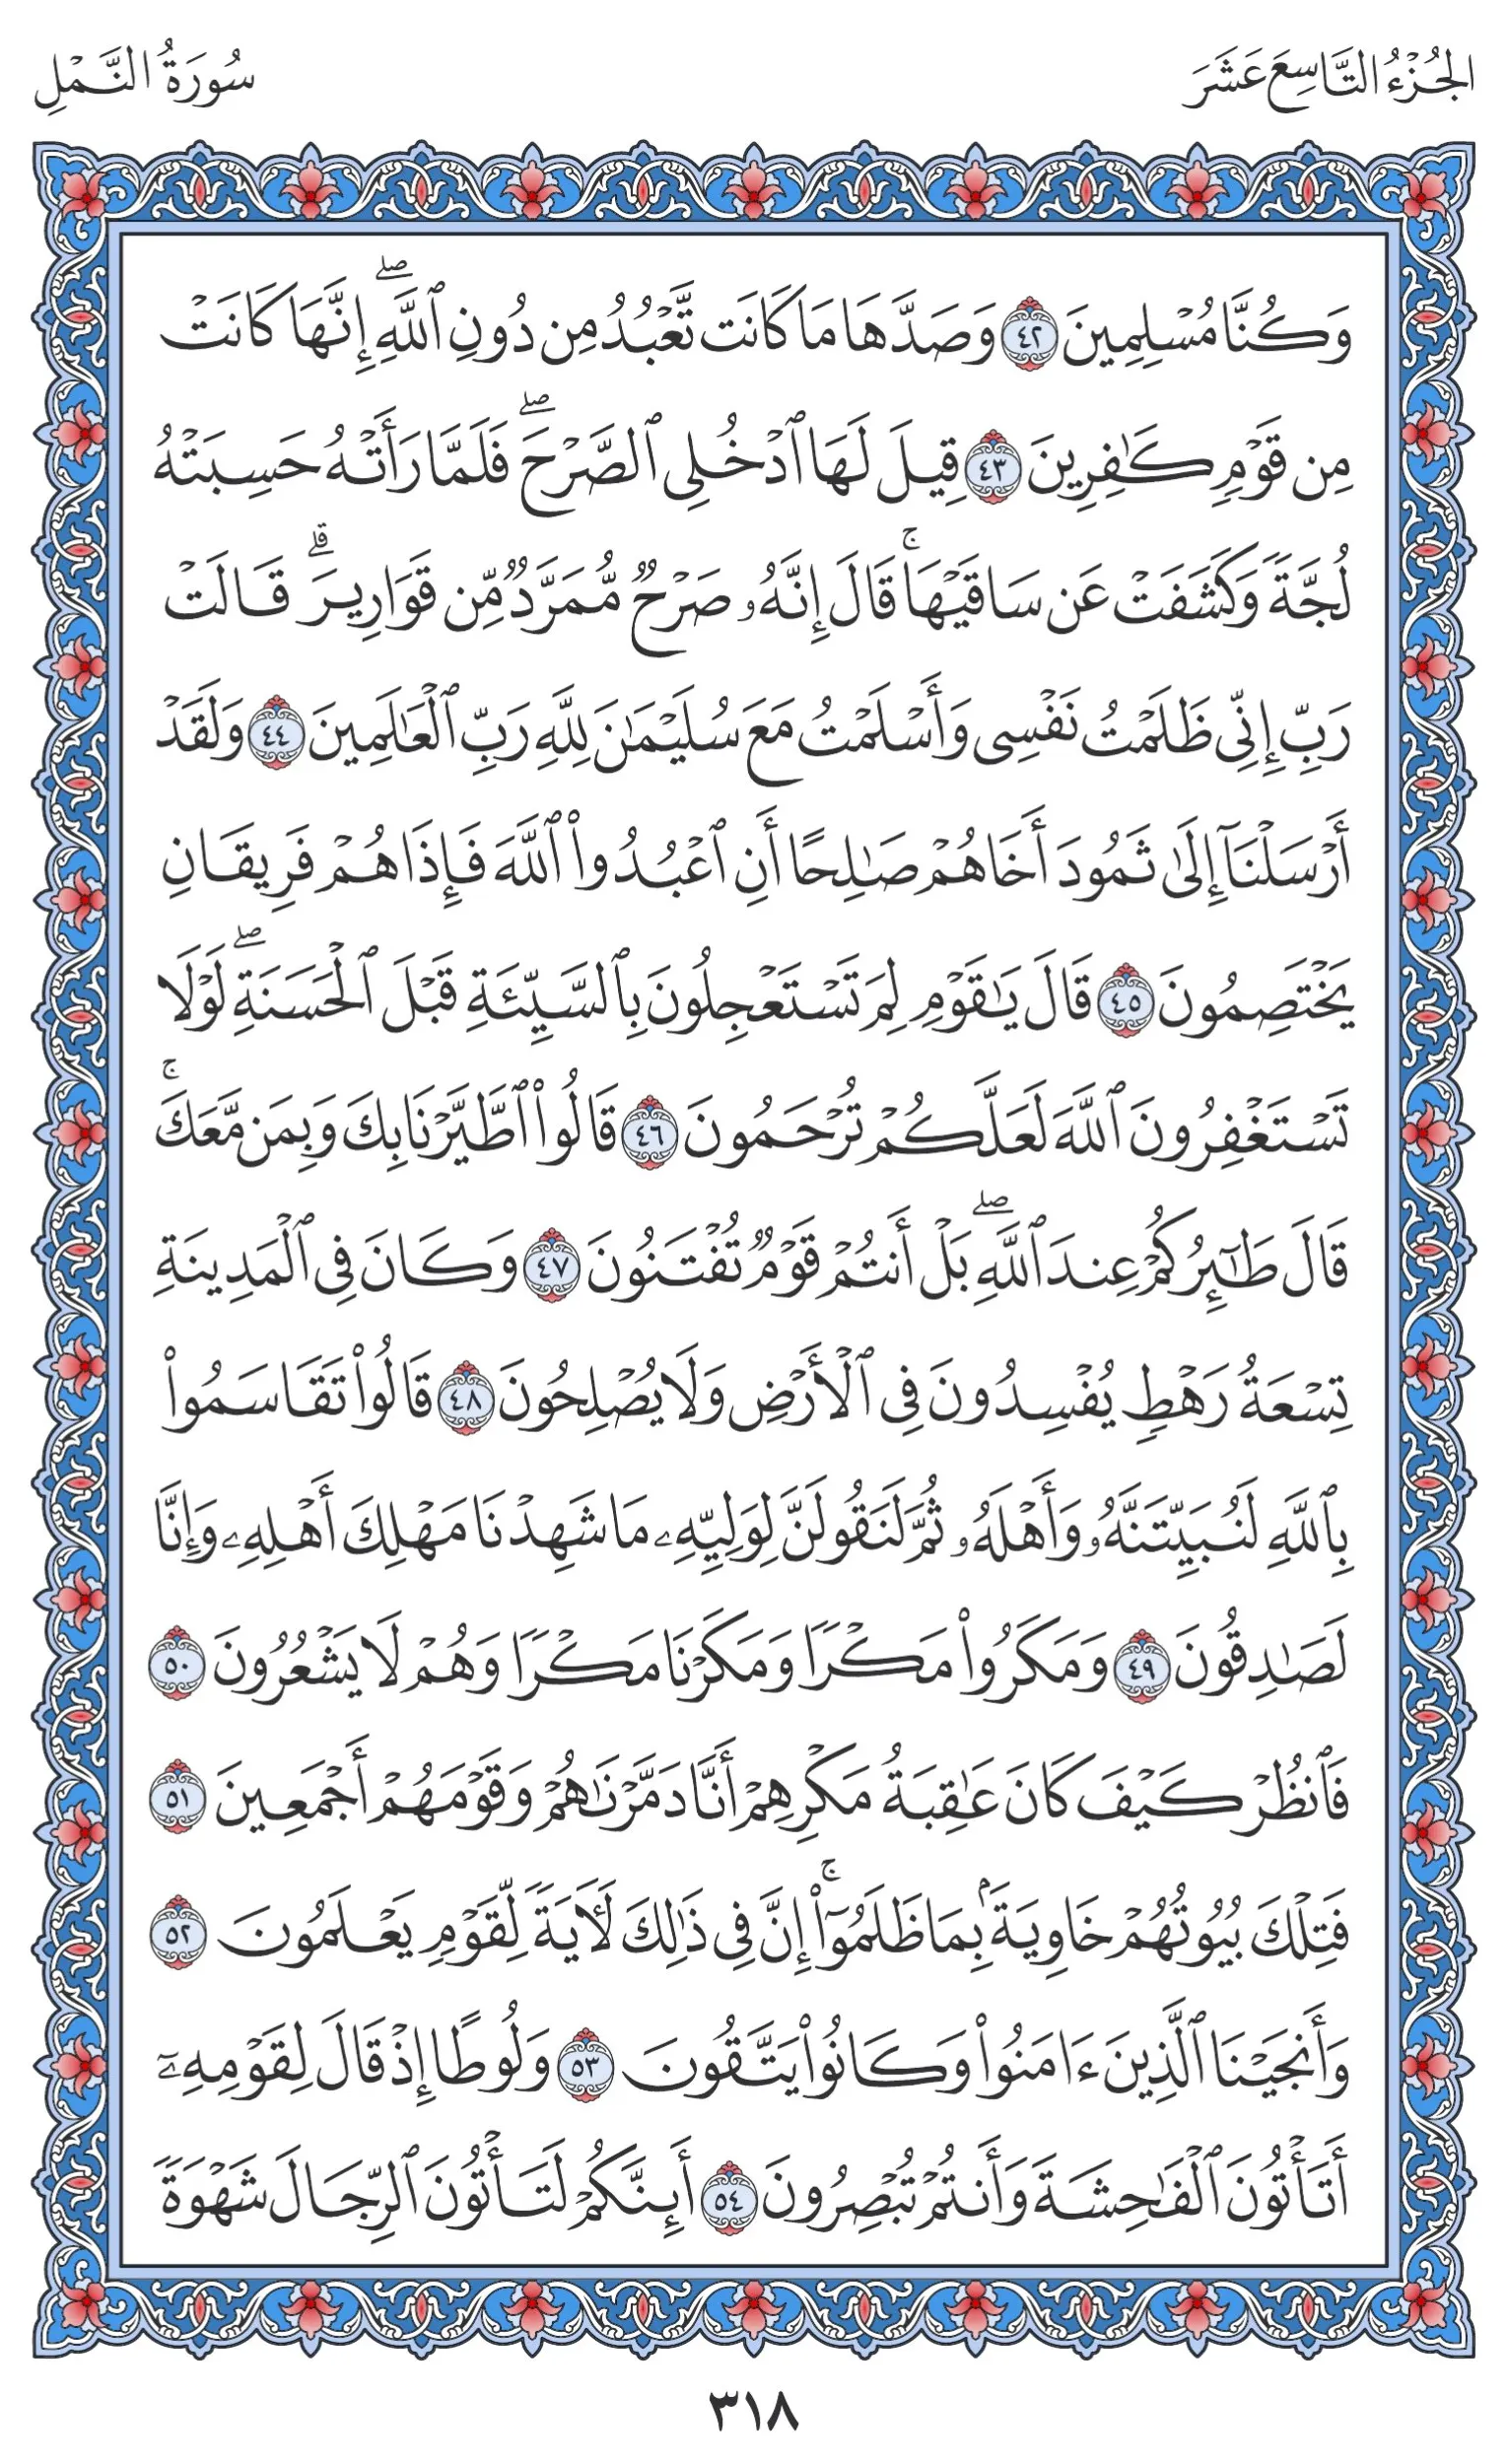 الجُزْءُ التَّاسِعَ عَشَرَ
سُورَةُ النَّمْلِ
وَكُنَّا مُسْلِمِينَ ٤٢ وَصَدَّهَا مَا كَانَت تَّعْبُدُ مِن دُونِ ٱللَّهِۖ إِنَّهَا كَانَتْ
مِن قَوْمٍ كَٰفِرِينَ ٤٣ قِيلَ لَهَا ٱدْخُلِى ٱلصَّرْحَۖ فَلَمَّا رَأَتْهُ حَسِبَتْهُ
لُجَّةً وَكَشَفَتْ عَن سَاقَيْهَاۚ قَالَ إِنَّهُۥ صَرْحٌ مُّمَرَّدٌ مِّن قَوَارِيرَۗ قَالَتْ
رَبِّ إِنِّى ظَلَمْتُ نَفْسِى وَأَسْلَمْتُ مَعَ سُلَيْمَٰنَ لِلَّهِ رَبِّ ٱلْعَٰلَمِينَ ٤٤ وَلَقَدْ
أَرْسَلْنَآ إِلَىٰ ثَمُودَ أَخَاهُمْ صَٰلِحًا أَنِ ٱعْبُدُوا۟ ٱللَّهَ فَإِذَا هُمْ فَرِيقَانِ
يَخْتَصِمُونَ ٤٥ قَالَ يَٰقَوْمِ لِمَ تَسْتَعْجِلُونَ بِٱلسَّيِّئَةِ قَبْلَ ٱلْحَسَنَةِۖ لَوْلَا
تَسْتَغْفِرُونَ ٱللَّهَ لَعَلَّكُمْ تُرْحَمُونَ ٤٦ قَالُوا۟ ٱطَّيَّرْنَا بِكَ وَبِمَن مَّعَكَۚ
قَالَ طَٰٓئِرُكُمْ عِندَ ٱللَّهِۖ بَلْ أَنتُمْ قَوْمٌ تُفْتَنُونَ ٤٧ وَكَانَ فِى ٱلْمَدِينَةِ
تِسْعَةُ رَهْطٍ يُفْسِدُونَ فِى ٱلْأَرْضِ وَلَا يُصْلِحُونَ ٤٨ قَالُوا۟ تَقَاسَمُوا۟
بِٱللَّهِ لَنُبَيِّتَنَّهُۥ وَأَهْلَهُۥ ثُمَّ لَنَقُولَنَّ لِوَلِيِّهِۦ مَا شَهِدْنَا مَهْلِكَ أَهْلِهِۦ وَإِنَّا
لَصَٰدِقُونَ ٤٩ وَمَكَرُوا۟ مَكْرًا وَمَكَرْنَا مَكْرًا وَهُمْ لَا يَشْعُرُونَ ٥٠
فَٱنظُرْ كَيْفَ كَانَ عَٰقِبَةُ مَكْرِهِمْ أَنَّا دَمَّرْنَٰهُمْ وَقَوْمَهُمْ أَجْمَعِينَ ٥١
فَتِلْكَ بُيُوتُهُمْ خَاوِيَةًۢ بِمَا ظَلَمُوٓا۟ۚ إِنَّ فِى ذَٰلِكَ لَءَايَةً لِّقَوْمٍ يَعْلَمُونَ ٥٢
وَأَنجَيْنَا ٱلَّذِينَ ءَامَنُوا۟ وَكَانُوا۟ يَتَّقُونَ ٥٣ وَلُوطًا إِذْ قَالَ لِقَوْمِهِۦٓ
أَتَأْتُونَ ٱلْفَٰحِشَةَ وَأَنتُمْ تُبْصِرُونَ ٥٤ أَئِنَّكُمْ لَتَأْتُونَ ٱلرِّجَالَ شَهْوَةً
٣١٨